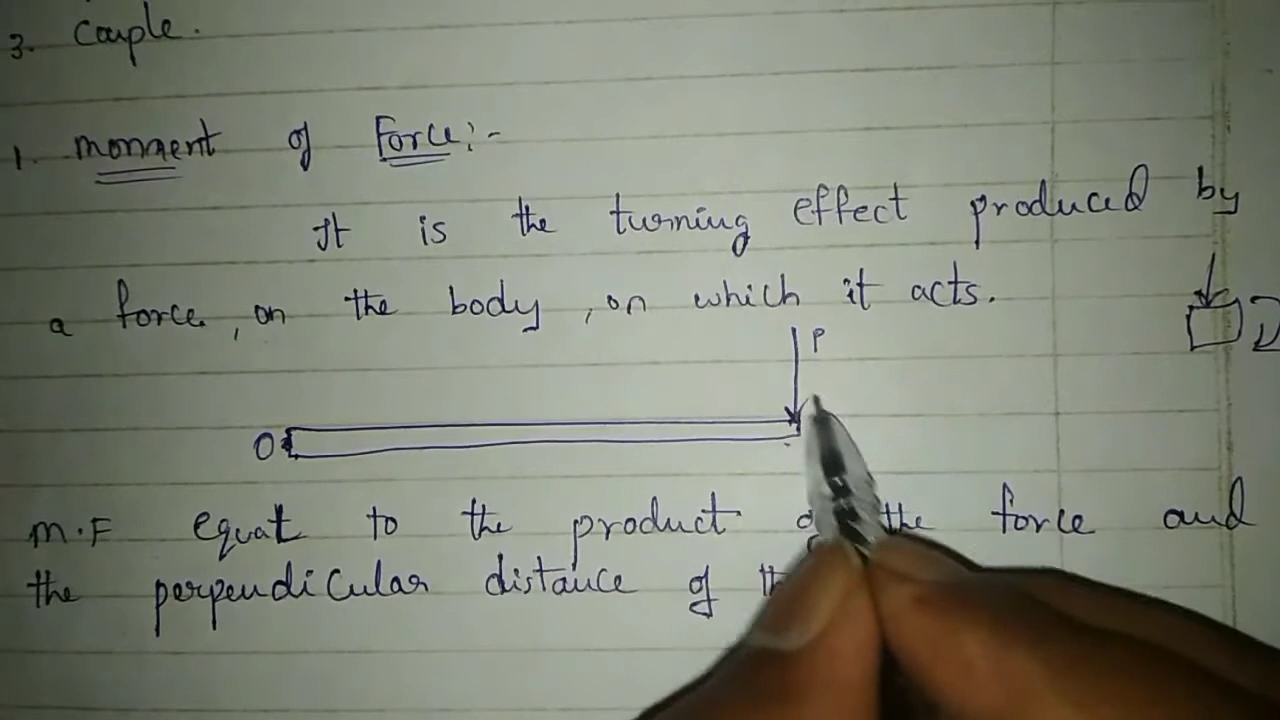 3. Couple.
1. moment of Force:-
It is the turning effect produced by
a force, on the body, on which it acts.
P
O
M.F equal to the product the force and
the perpendicular distance of